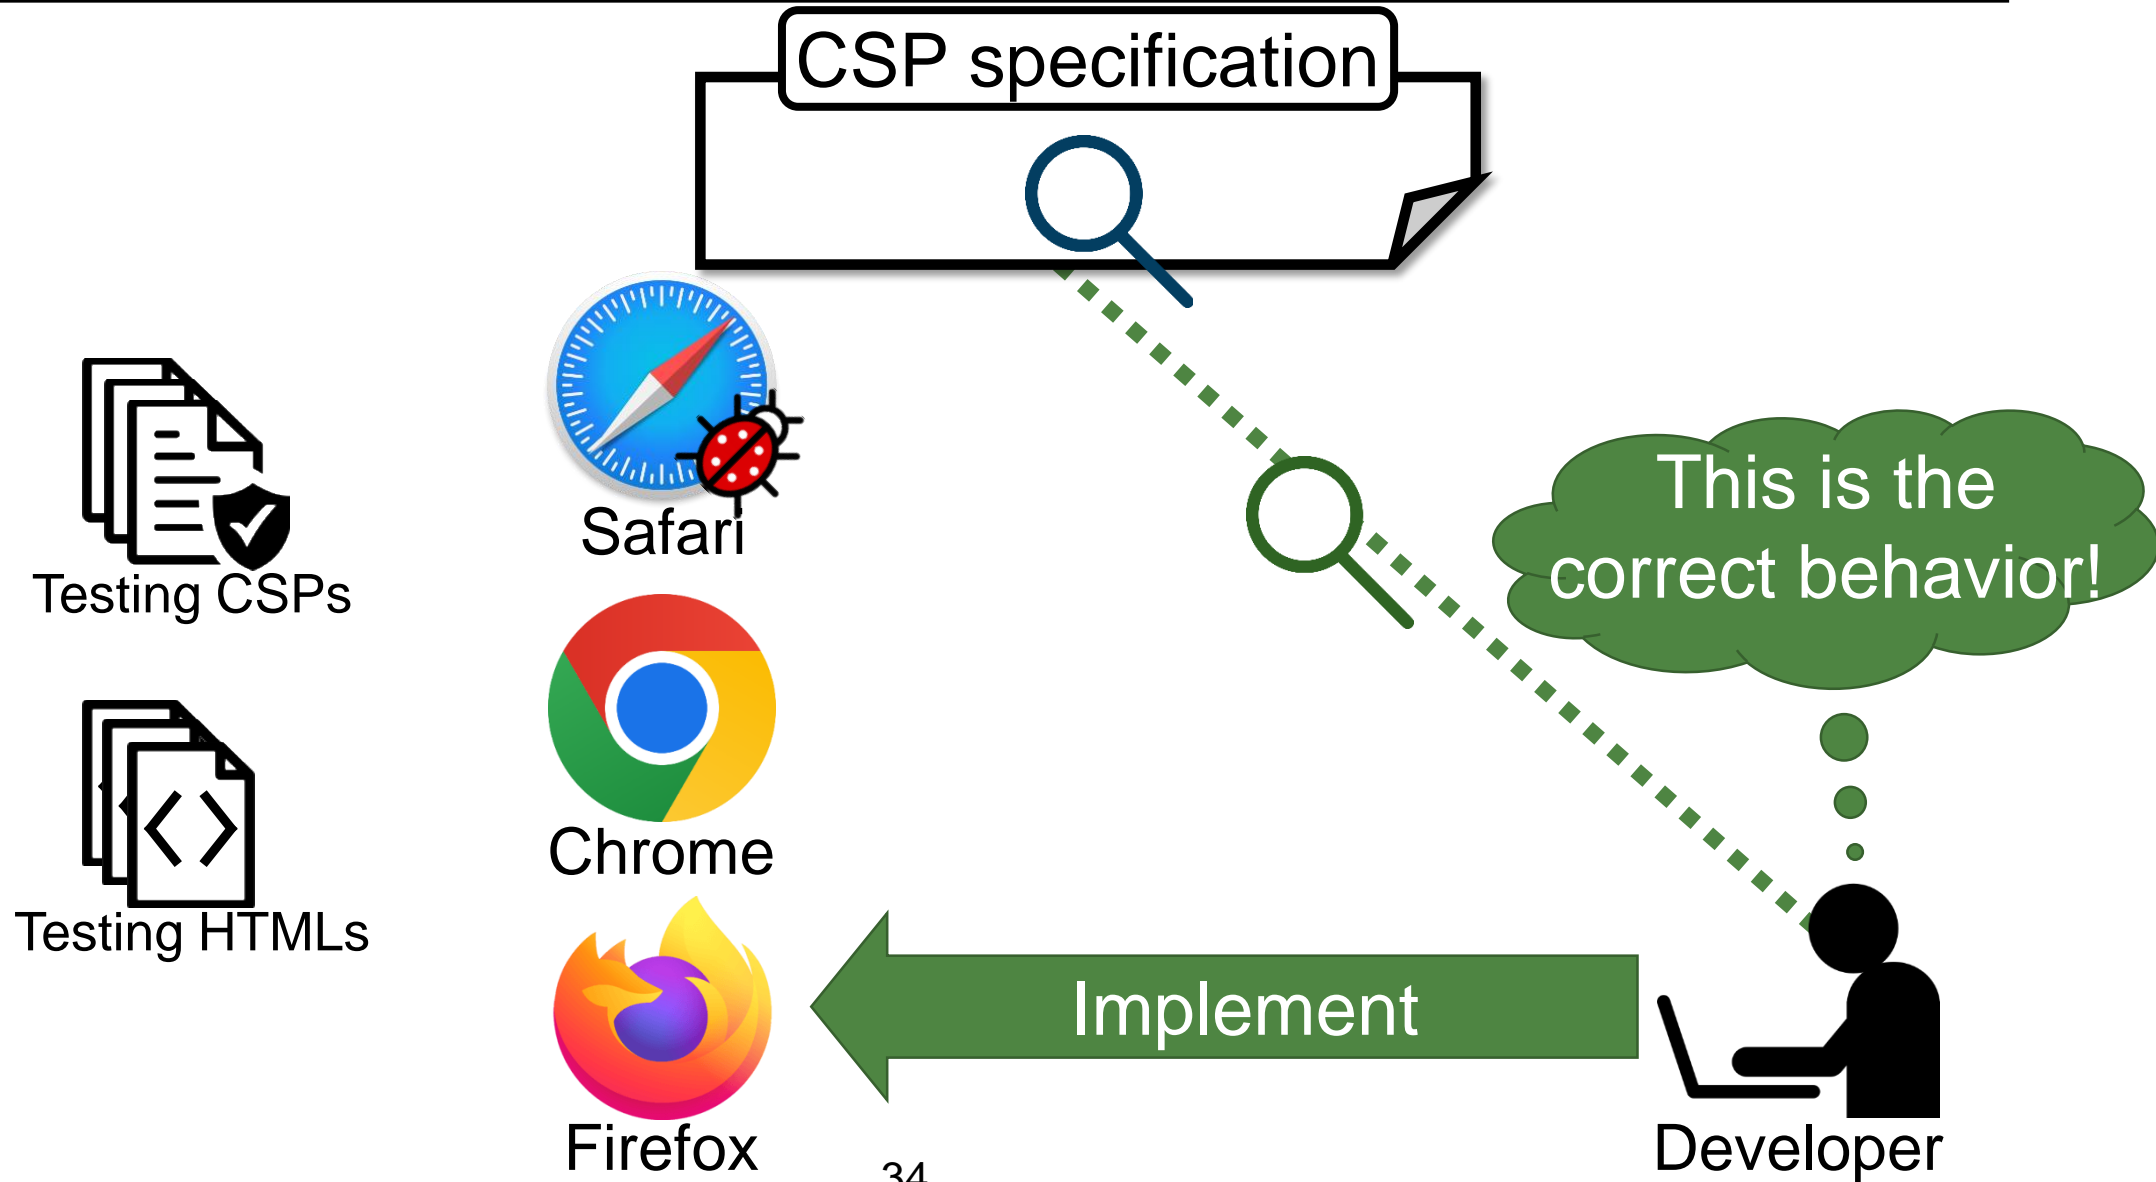 CSP specification
Safari
Testing CSPs
This is the
correct behavior!
Chrome
Testing HTMLs
Implement
Firefox
Developer
34